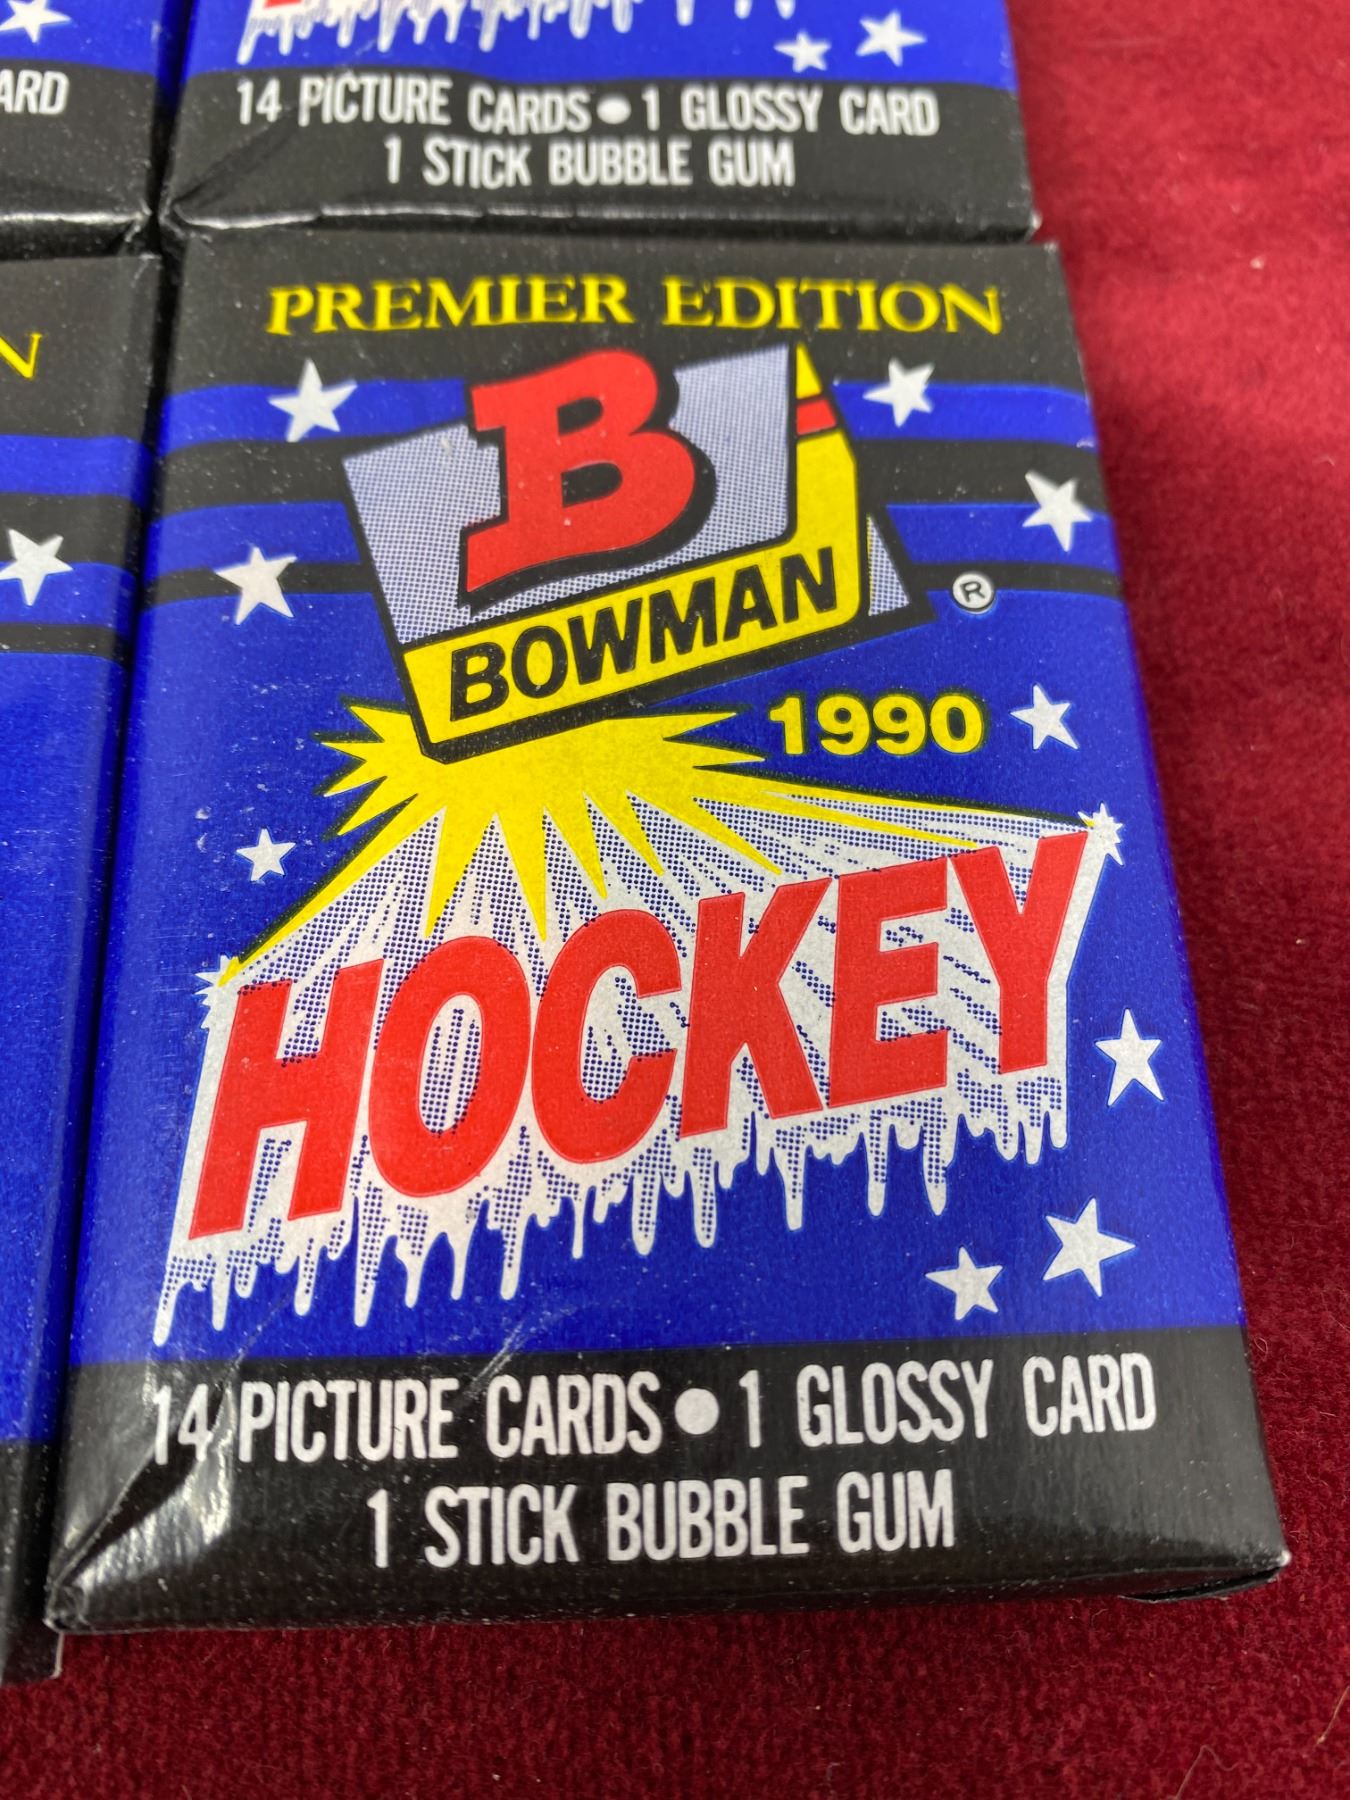 ARD
14 PICTURE CARDS • 1 GLOSSY CARD
1 STICK BUBBLE GUM
N
PREMIER EDITION
B
BOWMAN
®
1990
HOCKEY
14 PICTURE CARDS • 1 GLOSSY CARD
1 STICK BUBBLE GUM